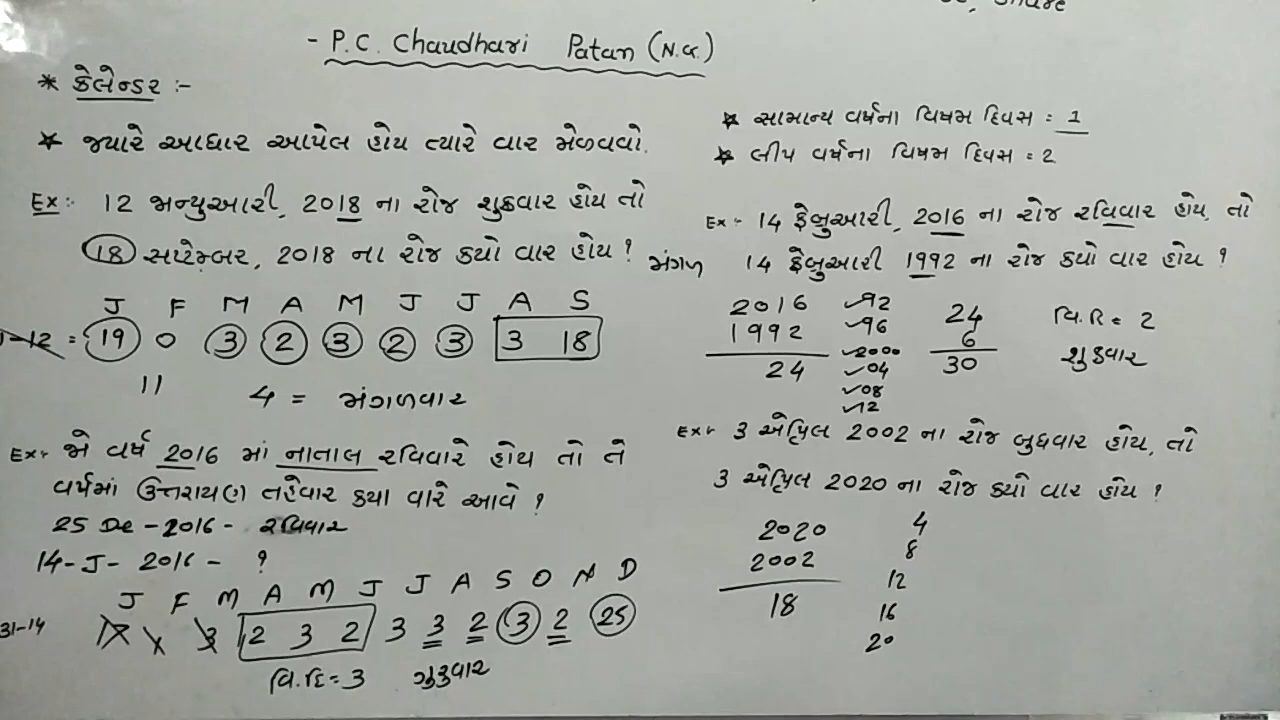 - P.C. Chaudhari Patan (N.G.)
* કેલેન્ડર :-
* જ્યારે આધાર આપેલ હોય ત્યારે વાર મેળવવો.
Ex:- 12 જાન્યુઆરી, 2018 ના રોજ શુક્રવાર હોય તો
18 સપ્ટેમ્બર, 2018 ના રોજ કયો વાર હોય ? મંગળ
J F M A M J J A S
= 19 0 3 2 3 2 3 3 18
11 4 = મંગળવાર
Ex:- જો વર્ષ 2016 માં નાતાલ રવિવારે હોય તો તે
વર્ષમાં ઉત્તરાયણ તહેવાર કયા વારે આવે ?
25 De - 2016 - રવિવાર
14 - J - 2016 - ?
J F M A M J J A S O N D
31-14 17 1 3 2 3 2 3 3 2 3 2 25
વિ.દિ = 3 ગુરુવાર
* સામાન્ય વર્ષના વિષમ દિવસ = 1
* લીપ વર્ષના વિષમ દિવસ = 2
Ex:- 14 ફેબ્રુઆરી, 2016 ના રોજ રવિવાર હોય, તો
14 ફેબ્રુઆરી 1992 ના રોજ કયો વાર હોય ?
2016 92 24 વિ.દિ = 2
1992 96 6 શુક્રવાર
24 2000 30
04
08
12
Ex:- 3 એપ્રિલ 2002 ના રોજ બુધવાર હોય, તો
3 એપ્રિલ 2020 ના રોજ કયો વાર હોય ?
2020 4
2002 8
18 12
16
20